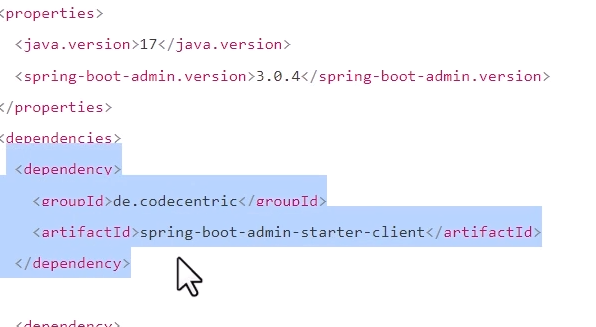 <properties>
<java.version>17</java.version>
<spring-boot-admin.version>3.0.4</spring-boot-admin.version>
</properties>
<dependencies>
<dependency>
<groupId>de.codecentric</groupId>
<artifactId>spring-boot-admin-starter-client</artifactId>
</dependency>
<dependency>